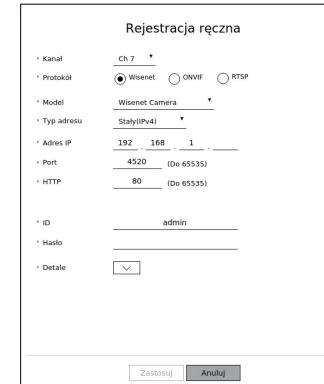 Rejestracja ręczna
Kanał Ch 7
Protokół Wisenet ONVIF RTSP
Model Wisenet Camera
Typ adresu Stały(IPv4)
Adres IP 192 . 168 . 1 .
Port 4520 (Do 65535)
HTTP 80 (Do 65535)
ID admin
Hasło
Detale
Zastosuj Anuluj